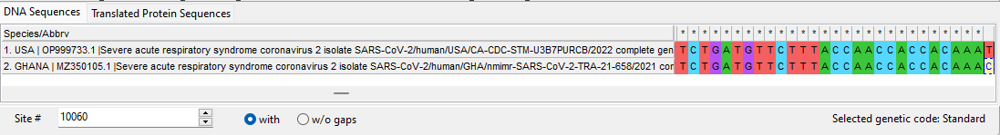 DNA Sequences Translated Protein Sequences
Species/Abbrv * * * * * * * * * * * * * * * * * * * * * * * * * * * *
1. USA | OP999733.1 |Severe acute respiratory syndrome coronavirus 2 isolate SARS-CoV-2/human/USA/CA-CDC-STM-U3B7PURCB/2022 complete gen T C T G A T G T T C T T T A C C A A C C A C C A C A A A T
2. GHANA | MZ350105.1 |Severe acute respiratory syndrome coronavirus 2 isolate SARS-CoV-2/human/GHA/nmimr-SARS-CoV-2-TRA-21-658/2021 con T C T G A T G T T C T T T A C C A A C C A C C A C A A A C
Site # 10060 with w/o gaps Selected genetic code: Standard